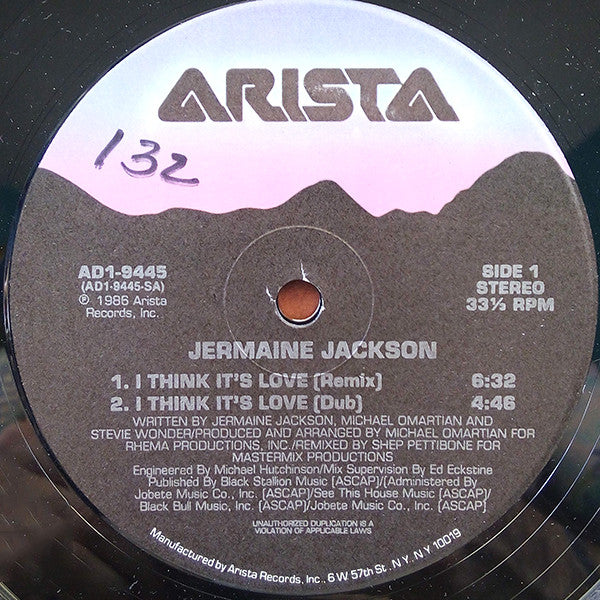 ARISTA
132
AD1-9445
(AD1-9445-SA)
℗ 1986 Arista
Records, Inc.
SIDE 1
STEREO
33⅓ RPM
JERMAINE JACKSON
1. I THINK IT'S LOVE (Remix) 6:32
2. I THINK IT'S LOVE (Dub) 4:46
WRITTEN BY JERMAINE JACKSON, MICHAEL OMARTIAN AND
STEVIE WONDER/PRODUCED AND ARRANGED BY MICHAEL OMARTIAN FOR
RHEMA PRODUCTIONS, INC./REMIXED BY SHEP PETTIBONE FOR
MASTERMIX PRODUCTIONS
Engineered By Michael Hutchinson/Mix Supervision By Ed Eckstine
Published By Black Stallion Music (ASCAP)/(Administered By
Jobete Music Co., Inc. (ASCAP)/See This House Music (ASCAP)/
Black Bull Music, Inc. (ASCAP)/Jobete Music Co., Inc. (ASCAP)
UNAUTHORIZED DUPLICATION IS A
VIOLATION OF APPLICABLE LAWS
Manufactured by Arista Records, Inc., 6 W. 57th St., N.Y., N.Y. 10019